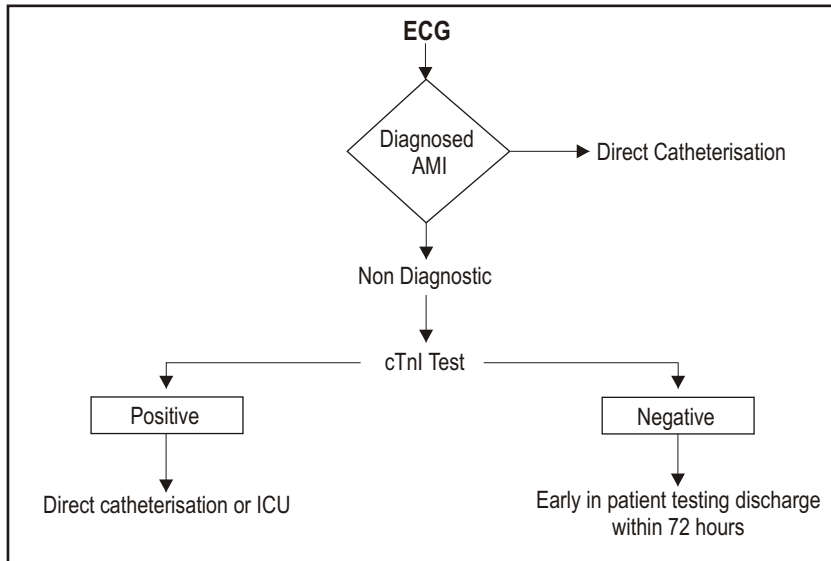 ECG
Diagnosed
AMI
Direct Catheterisation
Non Diagnostic
cTnI Test
Positive
Negative
Direct catheterisation or ICU
Early in patient testing discharge
within 72 hours